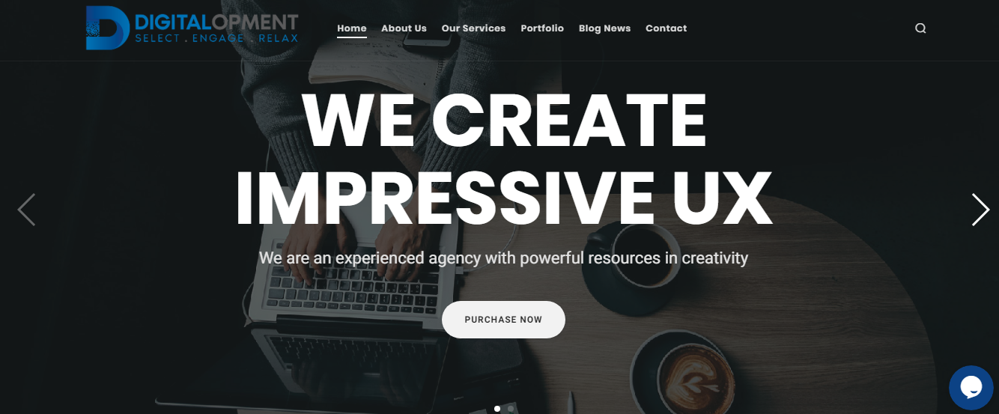 DIGITALOPMENT
SELECT . ENGAGE . RELAX
Home About Us Our Services Portfolio Blog News Contact
WE CREATE
IMPRESSIVE UX
We are an experienced agency with powerful resources in creativity
PURCHASE NOW